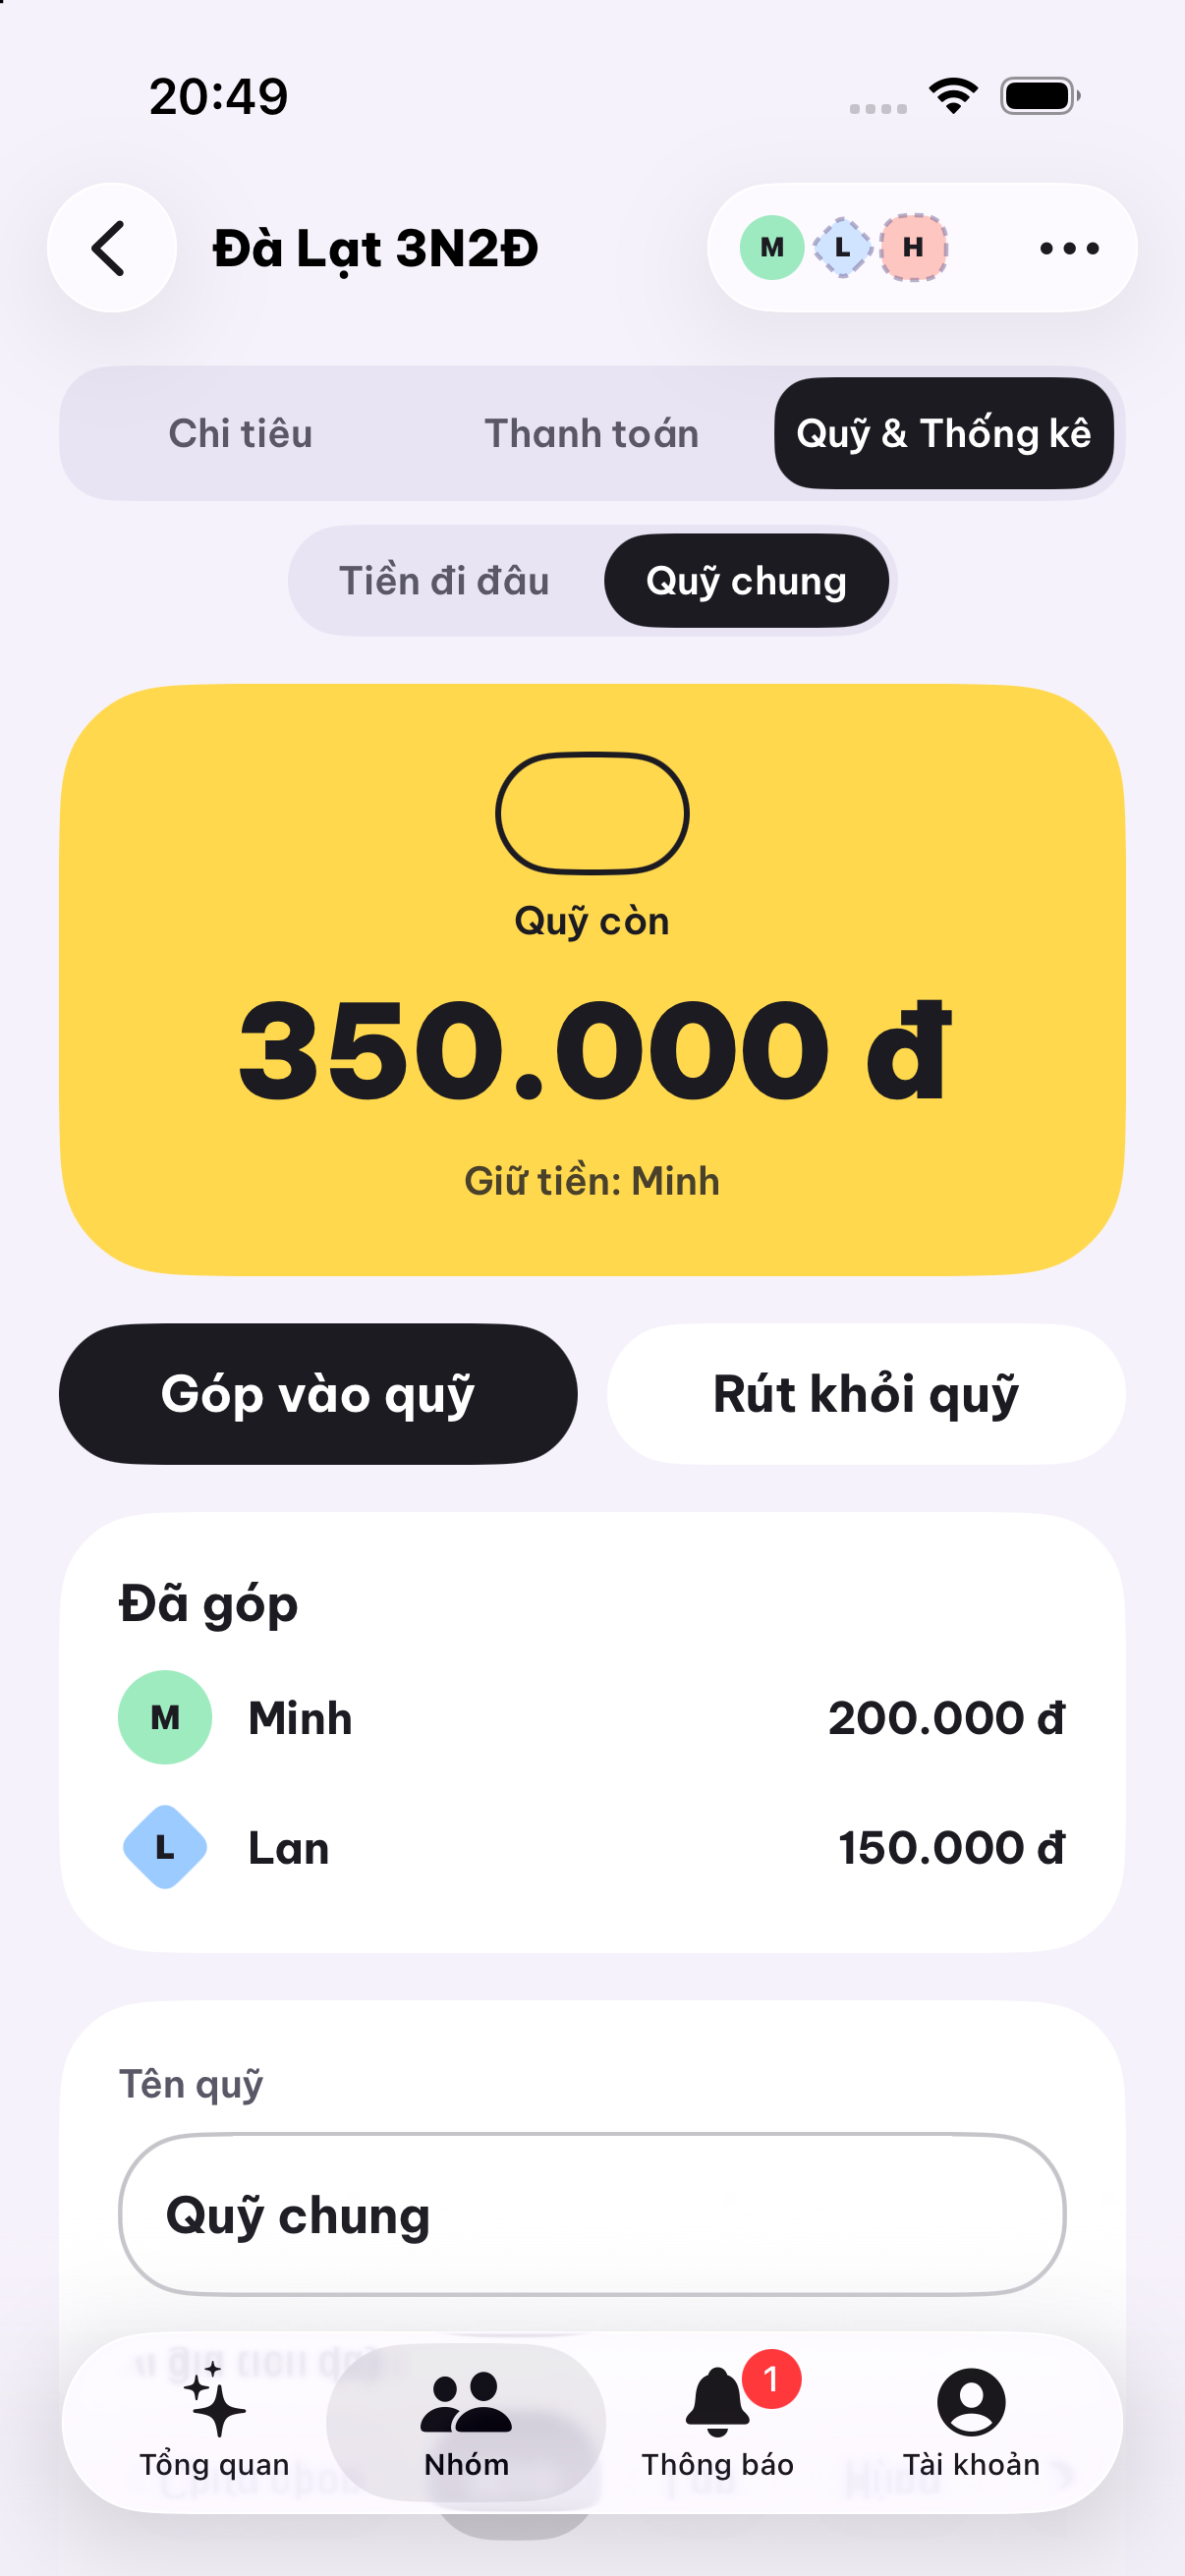 20:49
Đà Lạt 3N2Đ
M L H
Chi tiêu Thanh toán Quỹ & Thống kê
Tiền đi đâu Quỹ chung
Quỹ còn
350.000 đ
Giữ tiền: Minh
Góp vào quỹ Rút khỏi quỹ
Đã góp
M Minh 200.000 đ
L Lan 150.000 đ
Tên quỹ
Quỹ chung
1
Tổng quan Nhóm Thông báo Tài khoản